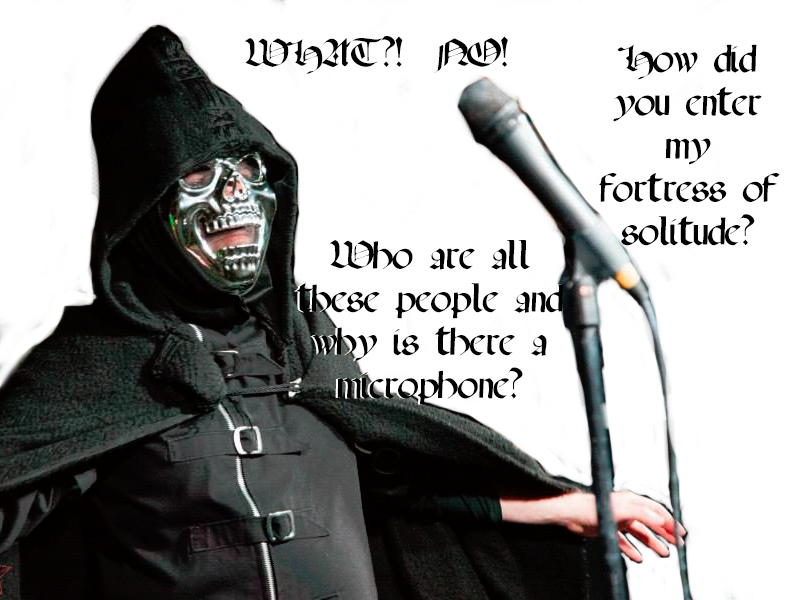 WHAT?! NO!
How did
you enter
my
fortress of
solitude?
Who are all
these people and
why is there a
microphone?